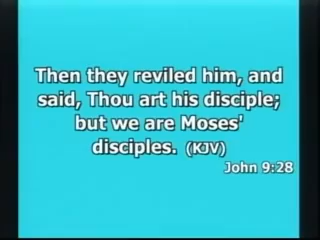 Then they reviled him, and
said, Thou art his disciple;
but we are Moses'
disciples. (KJV)
John 9:28